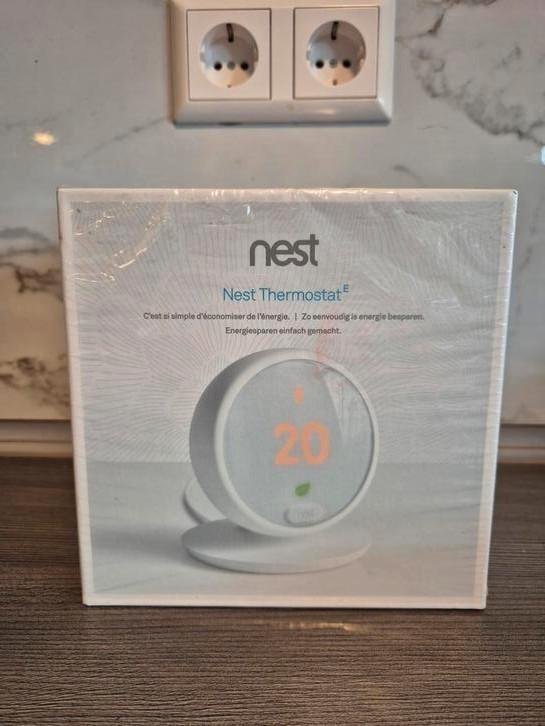 nest
Nest Thermostat E
C'est si simple d'économiser de l'énergie. | Zo eenvoudig is energie besparen.
Energiesparen einfach gemacht.
20